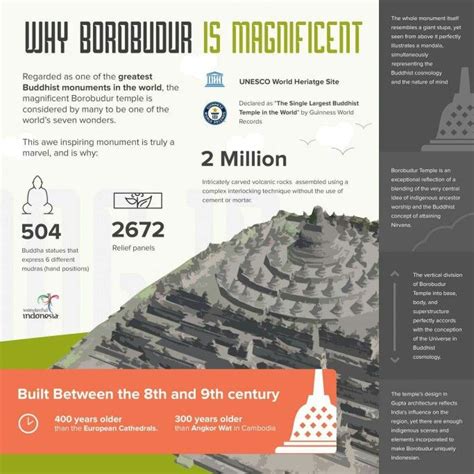 WHY BOROBUDUR IS MAGNIFICENT
Regarded as one of the greatest
Buddhist monuments in the world, the
magnificent Borobudur temple is
considered by many to be one of the
world's seven wonders.
This awe inspiring monument is truly a
marvel, and is why:
504
Buddha statues that
express 6 different
mudras (hand positions)
2672
Relief panels
wonderful
indonesia
UNESCO World Heriatge Site
Declared as "The Single Largest Buddhist
Temple in the World" by Guinness World
Records
2 Million
Intricately carved volcanic rocks assembled using a
complex interlocking technique without the use of
cement or mortar.
Built Between the 8th and 9th century
400 years older
than the European Cathedrals.
300 years older
than Angkor Wat in Cambodia
The whole monument itself
resembles a giant stupa, yet
seen from above it perfectly
illustrates a mandala,
simultaneously
representing the
Buddhist cosmology
and the nature of mind
Borobudur Temple is an
exceptional reflection of a
blending of the very central
idea of indigenous ancestor
worship and the Buddhist
concept of attaining
Nirvana.
The vertical division
of Borobudur
Temple into base,
body, and
superstructure
perfectly accords
with the conception
of the Universe in
Buddhist
cosmology.
The temple's design in
Gupta architecture reflects
India's influence on the
region, yet there are enough
indigenous scenes and
elements incorporated to
make Borobudur uniquely
Indonesian.